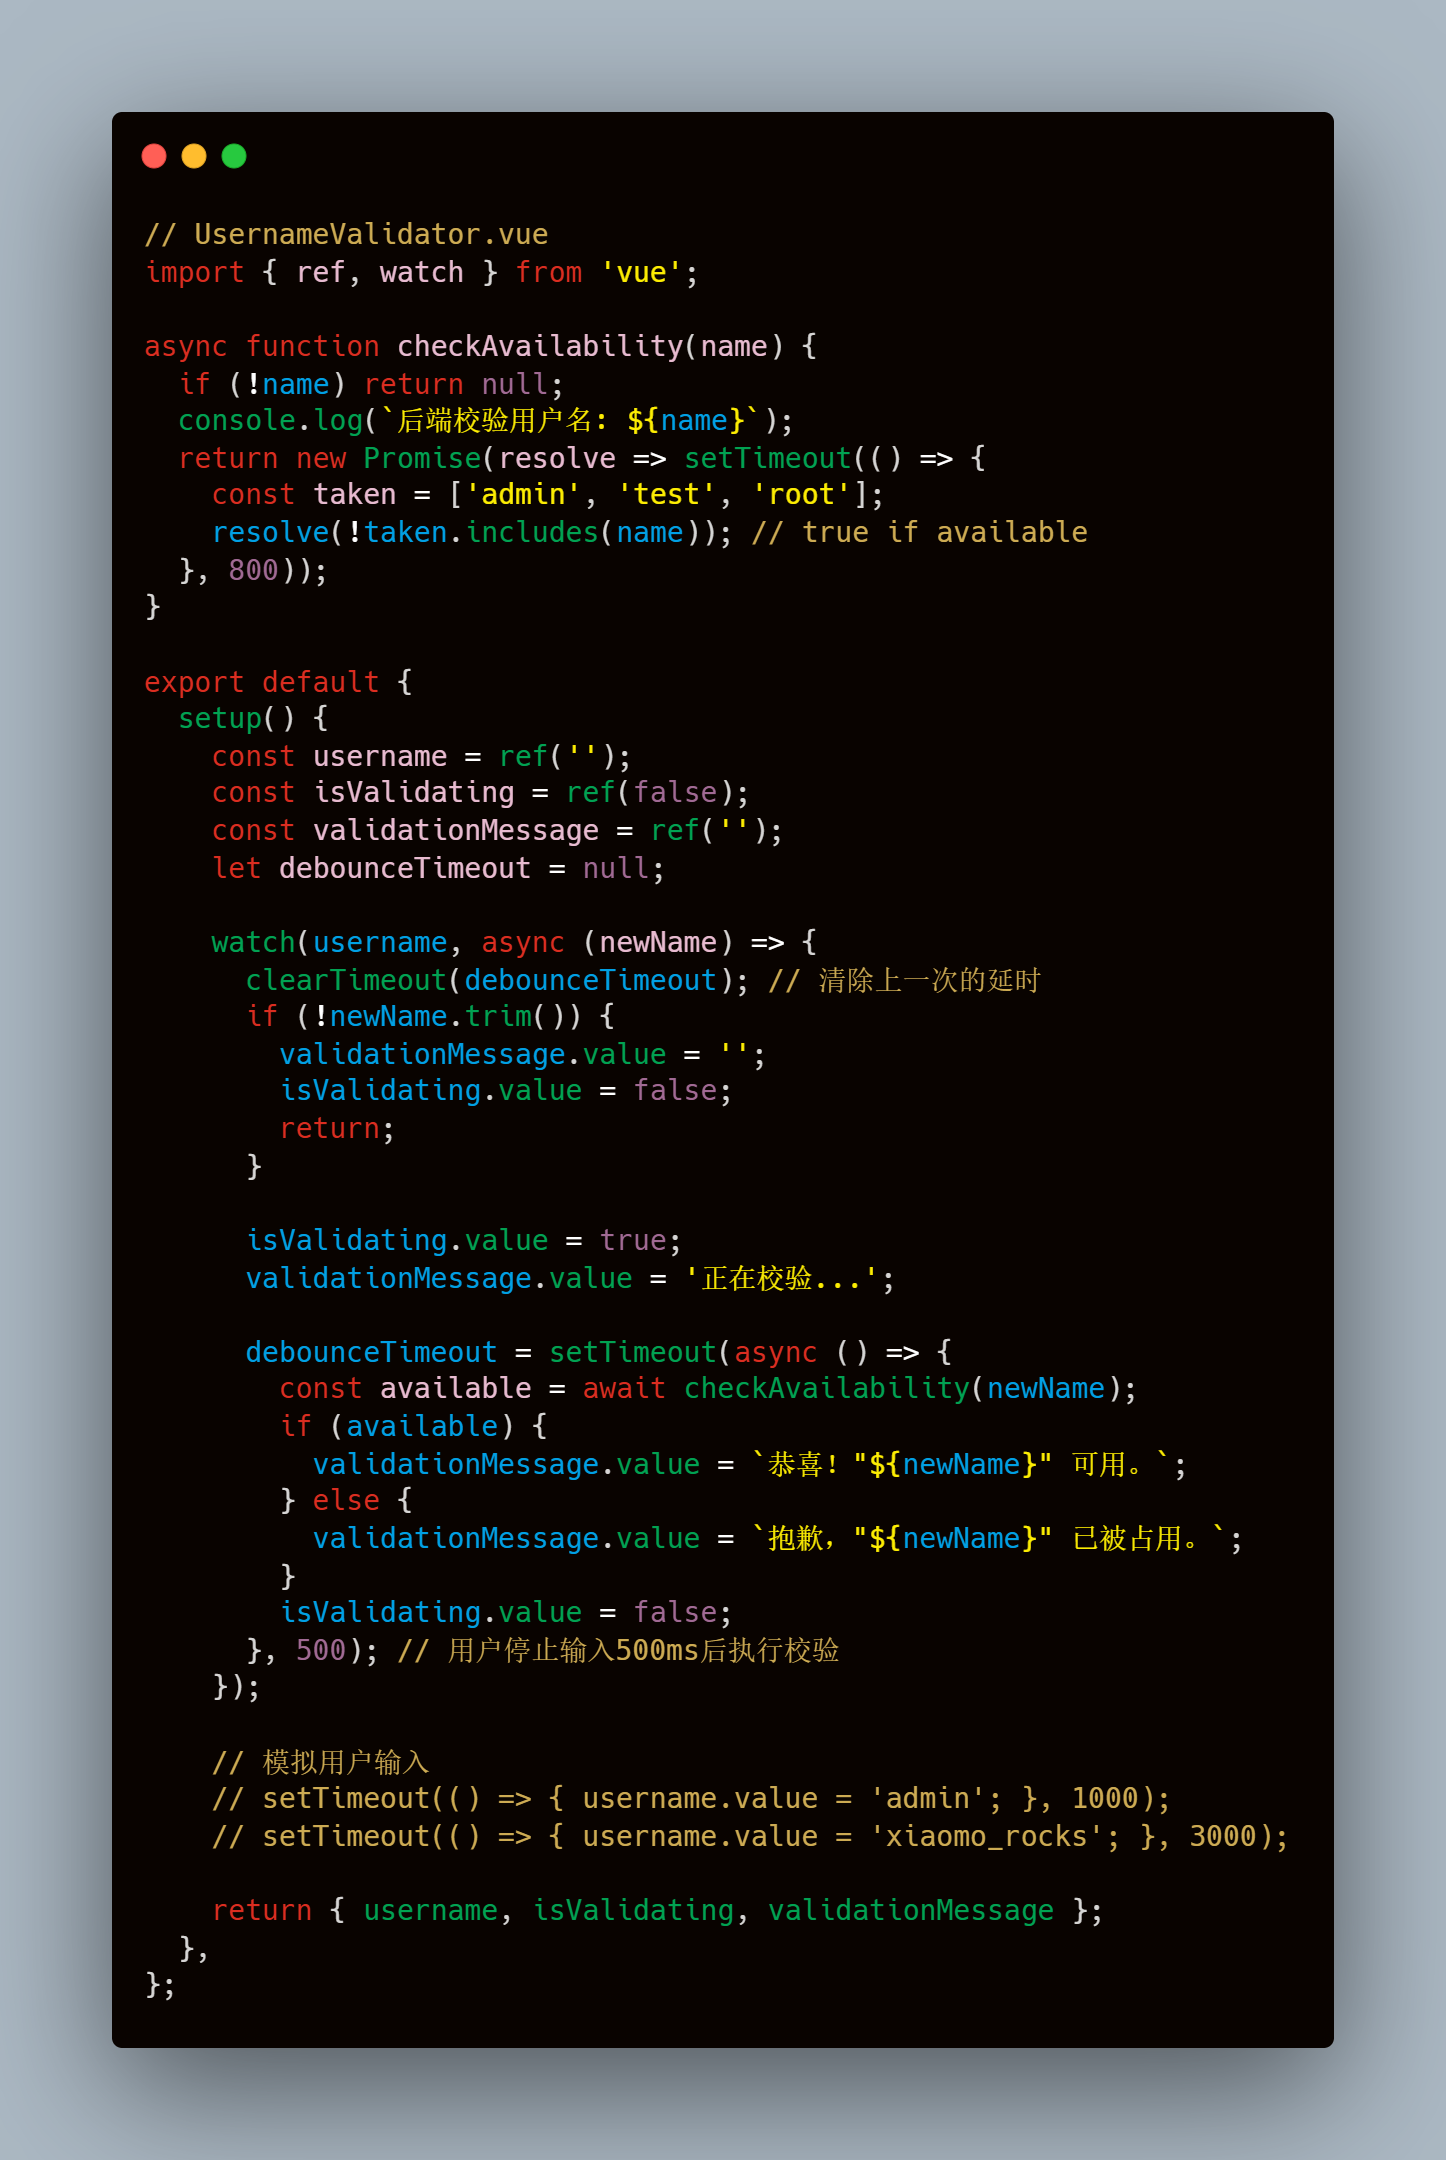 // UsernameValidator.vue
import { ref, watch } from 'vue';
async function checkAvailability(name) {
  if (!name) return null;
  console.log(`后端校验用户名: ${name}`);
  return new Promise(resolve => setTimeout(() => {
    const taken = ['admin', 'test', 'root'];
    resolve(!taken.includes(name)); // true if available
  }, 800));
}
export default {
  setup() {
    const username = ref('');
    const isValidating = ref(false);
    const validationMessage = ref('');
    let debounceTimeout = null;
    watch(username, async (newName) => {
      clearTimeout(debounceTimeout); // 清除上一次的延时
      if (!newName.trim()) {
        validationMessage.value = '';
        isValidating.value = false;
        return;
      }
      isValidating.value = true;
      validationMessage.value = '正在校验...';
      debounceTimeout = setTimeout(async () => {
        const available = await checkAvailability(newName);
        if (available) {
          validationMessage.value = `恭喜！"${newName}" 可用。`;
        } else {
          validationMessage.value = `抱歉，"${newName}" 已被占用。`;
        }
        isValidating.value = false;
      }, 500); // 用户停止输入500ms后执行校验
    });
    // 模拟用户输入
    // setTimeout(() => { username.value = 'admin'; }, 1000);
    // setTimeout(() => { username.value = 'xiaomo_rocks'; }, 3000);
    return { username, isValidating, validationMessage };
  },
};